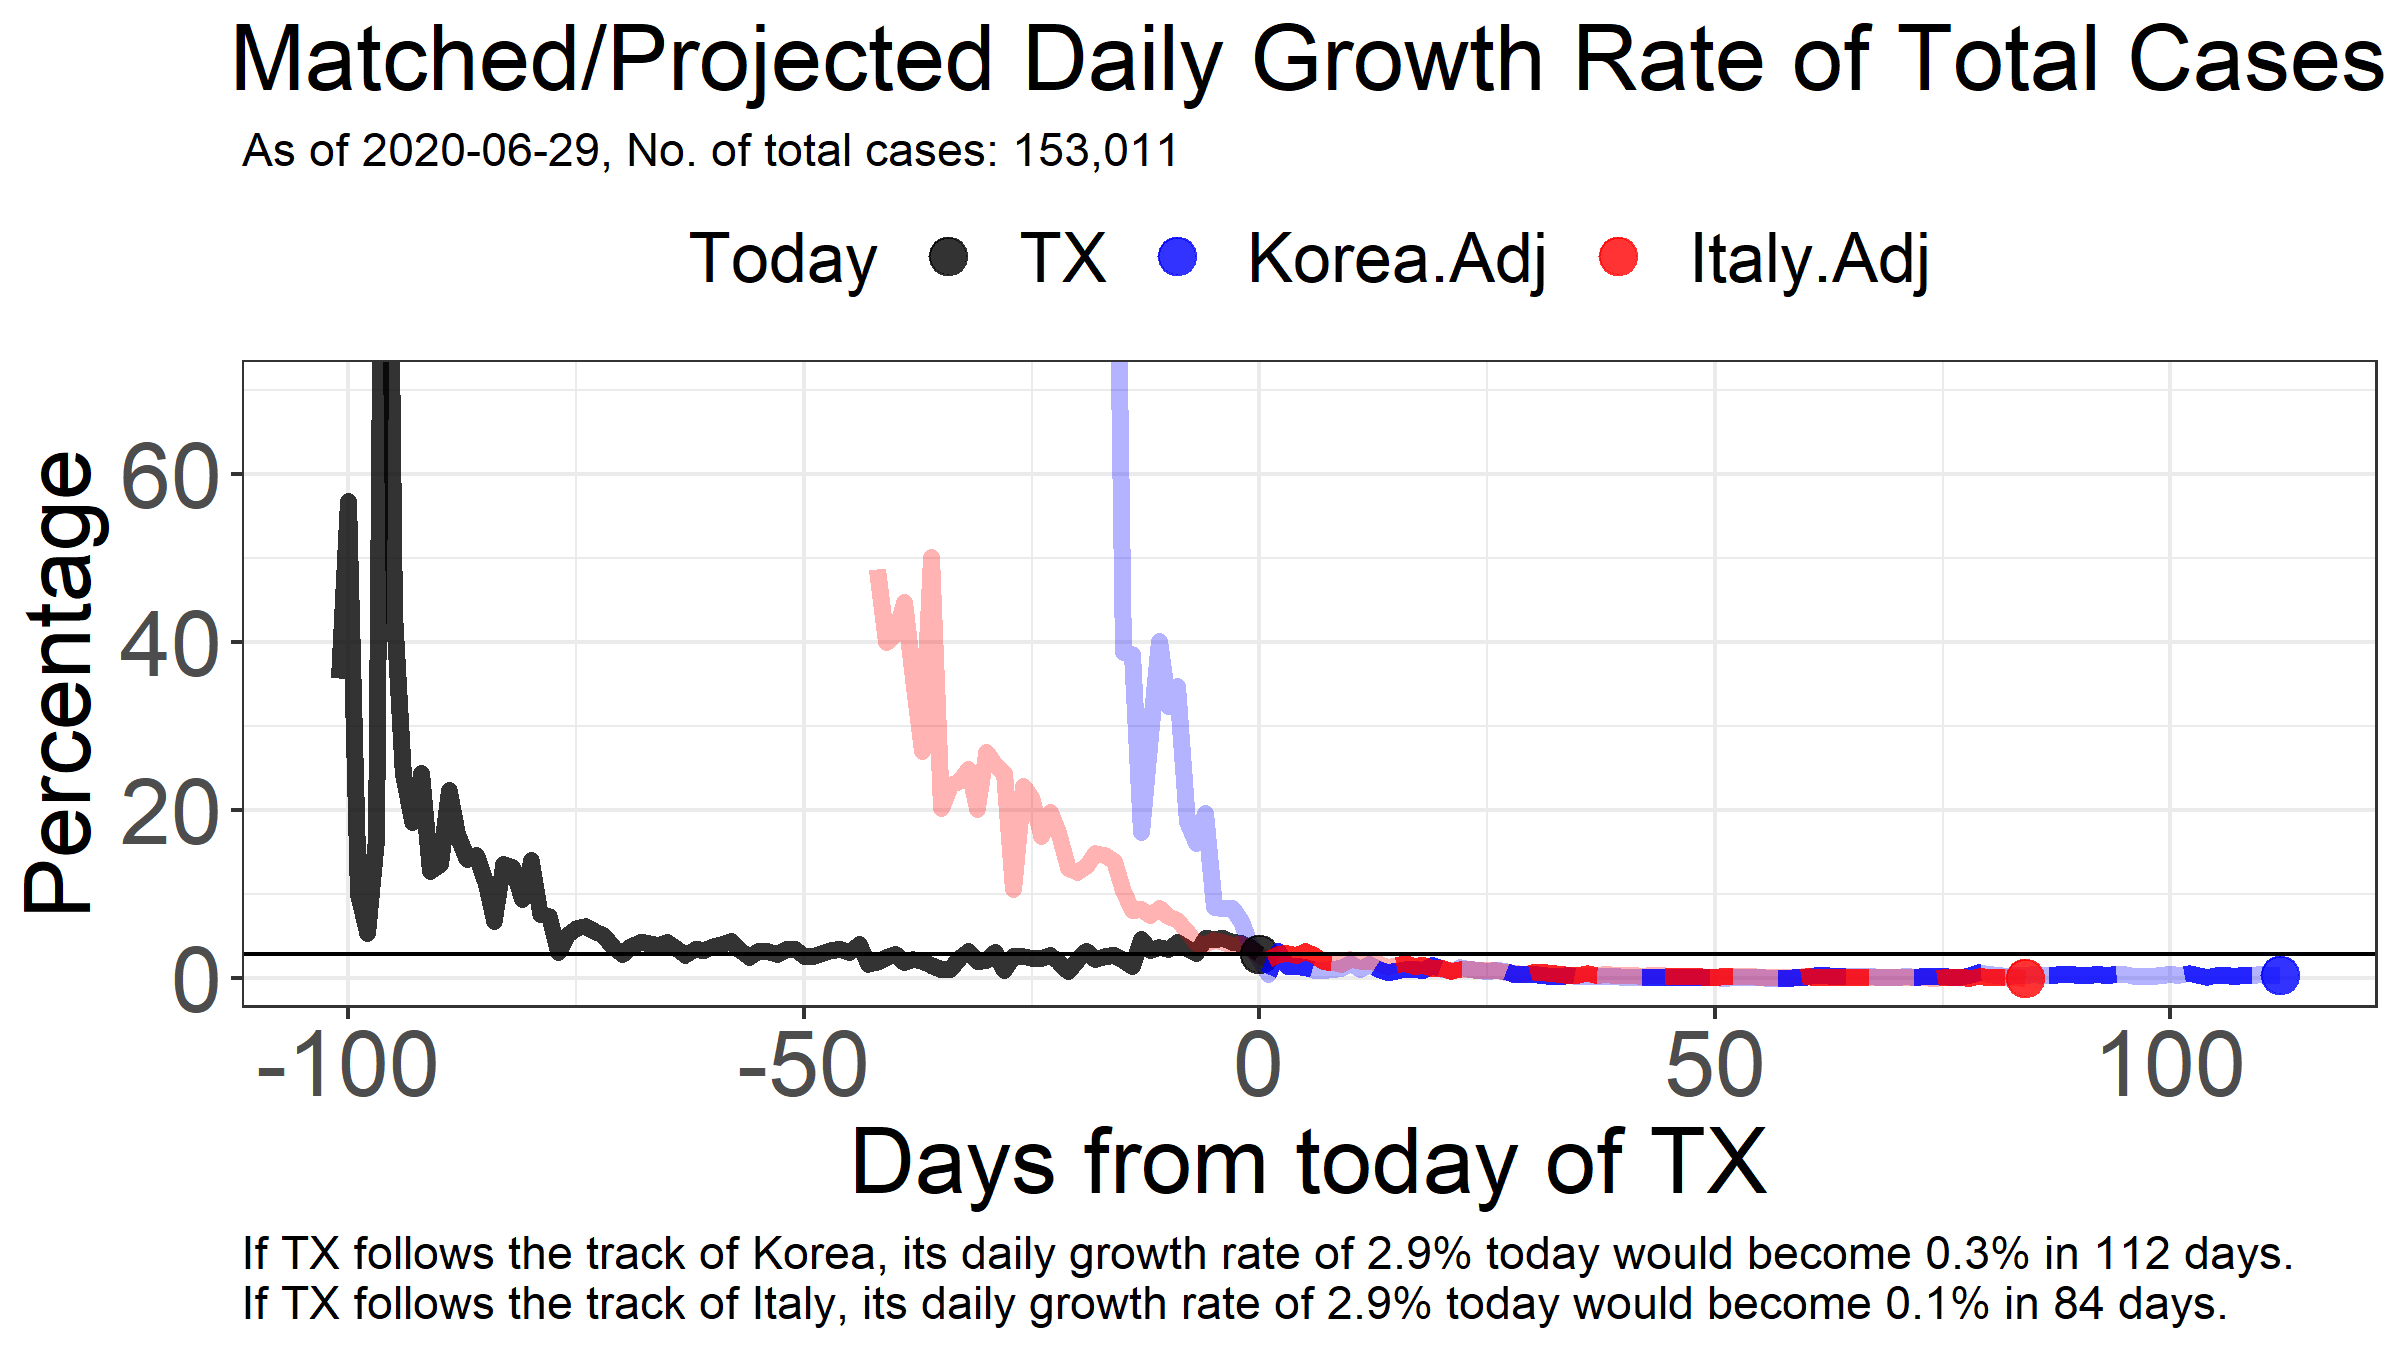 Matched/Projected Daily Growth Rate of Total Cases
As of 2020-06-29, No. of total cases: 153,011
Today TX Korea.Adj Italy.Adj
Percentage
60
40
20
0
-100 -50 0 50 100
Days from today of TX
If TX follows the track of Korea, its daily growth rate of 2.9% today would become 0.3% in 112 days.
If TX follows the track of Italy, its daily growth rate of 2.9% today would become 0.1% in 84 days.